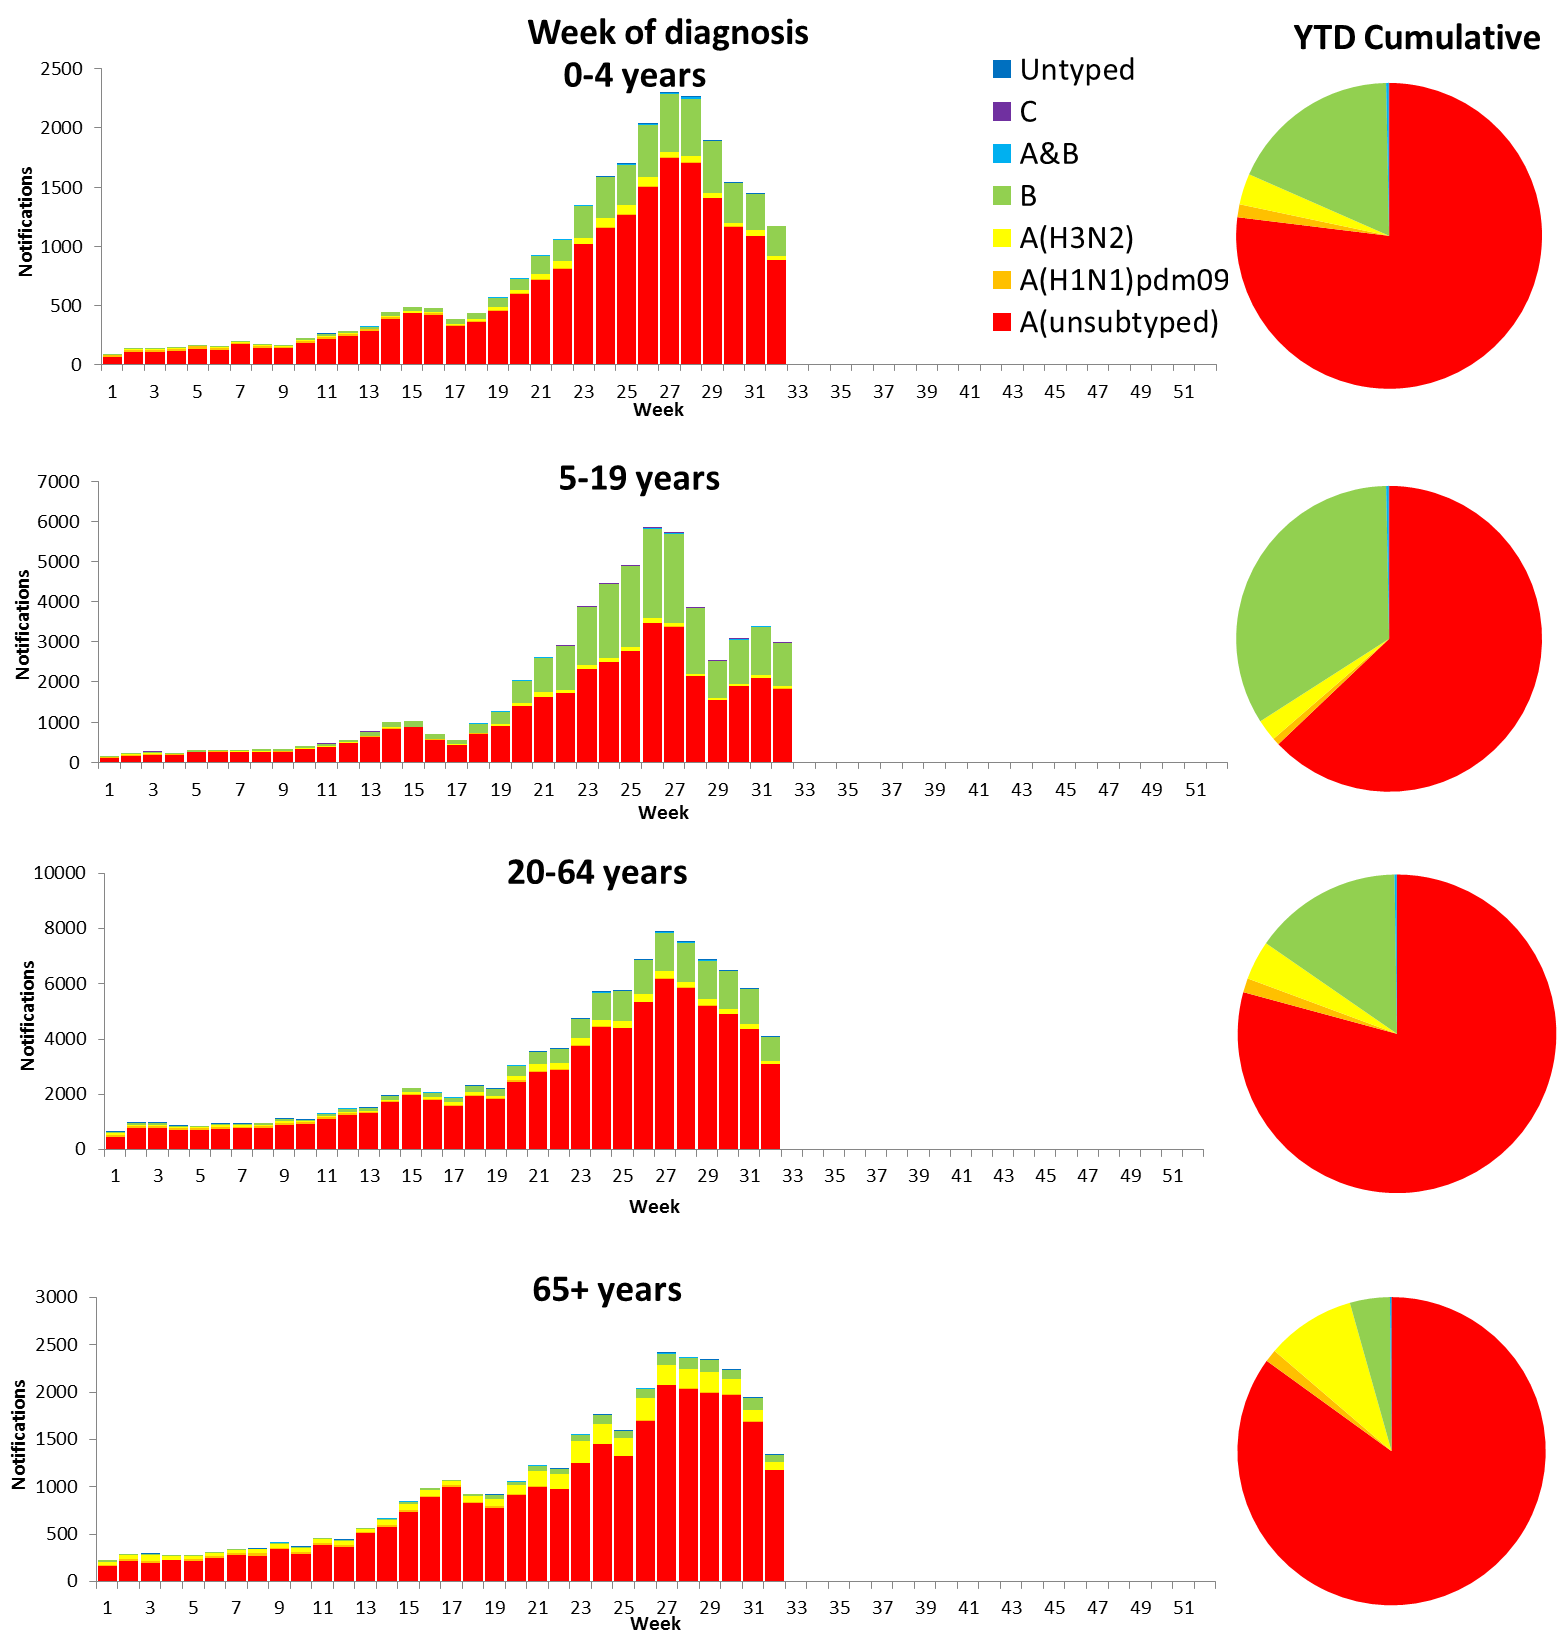 Week of diagnosis
YTD Cumulative
0-4 years
Untyped
C
A&B
B
A(H3N2)
A(H1N1)pdm09
A(unsubtyped)
Notifications
2500
2000
1500
1000
500
0
1 3 5 7 9 11 13 15 17 19 21 23 25 27 29 31 33 35 37 39 41 43 45 47 49 51
Week
5-19 years
Notifications
7000
6000
5000
4000
3000
2000
1000
0
1 3 5 7 9 11 13 15 17 19 21 23 25 27 29 31 33 35 37 39 41 43 45 47 49 51
Week
20-64 years
Notifications
10000
8000
6000
4000
2000
0
1 3 5 7 9 11 13 15 17 19 21 23 25 27 29 31 33 35 37 39 41 43 45 47 49 51
Week
65+ years
Notifications
3000
2500
2000
1500
1000
500
0
1 3 5 7 9 11 13 15 17 19 21 23 25 27 29 31 33 35 37 39 41 43 45 47 49 51
Week